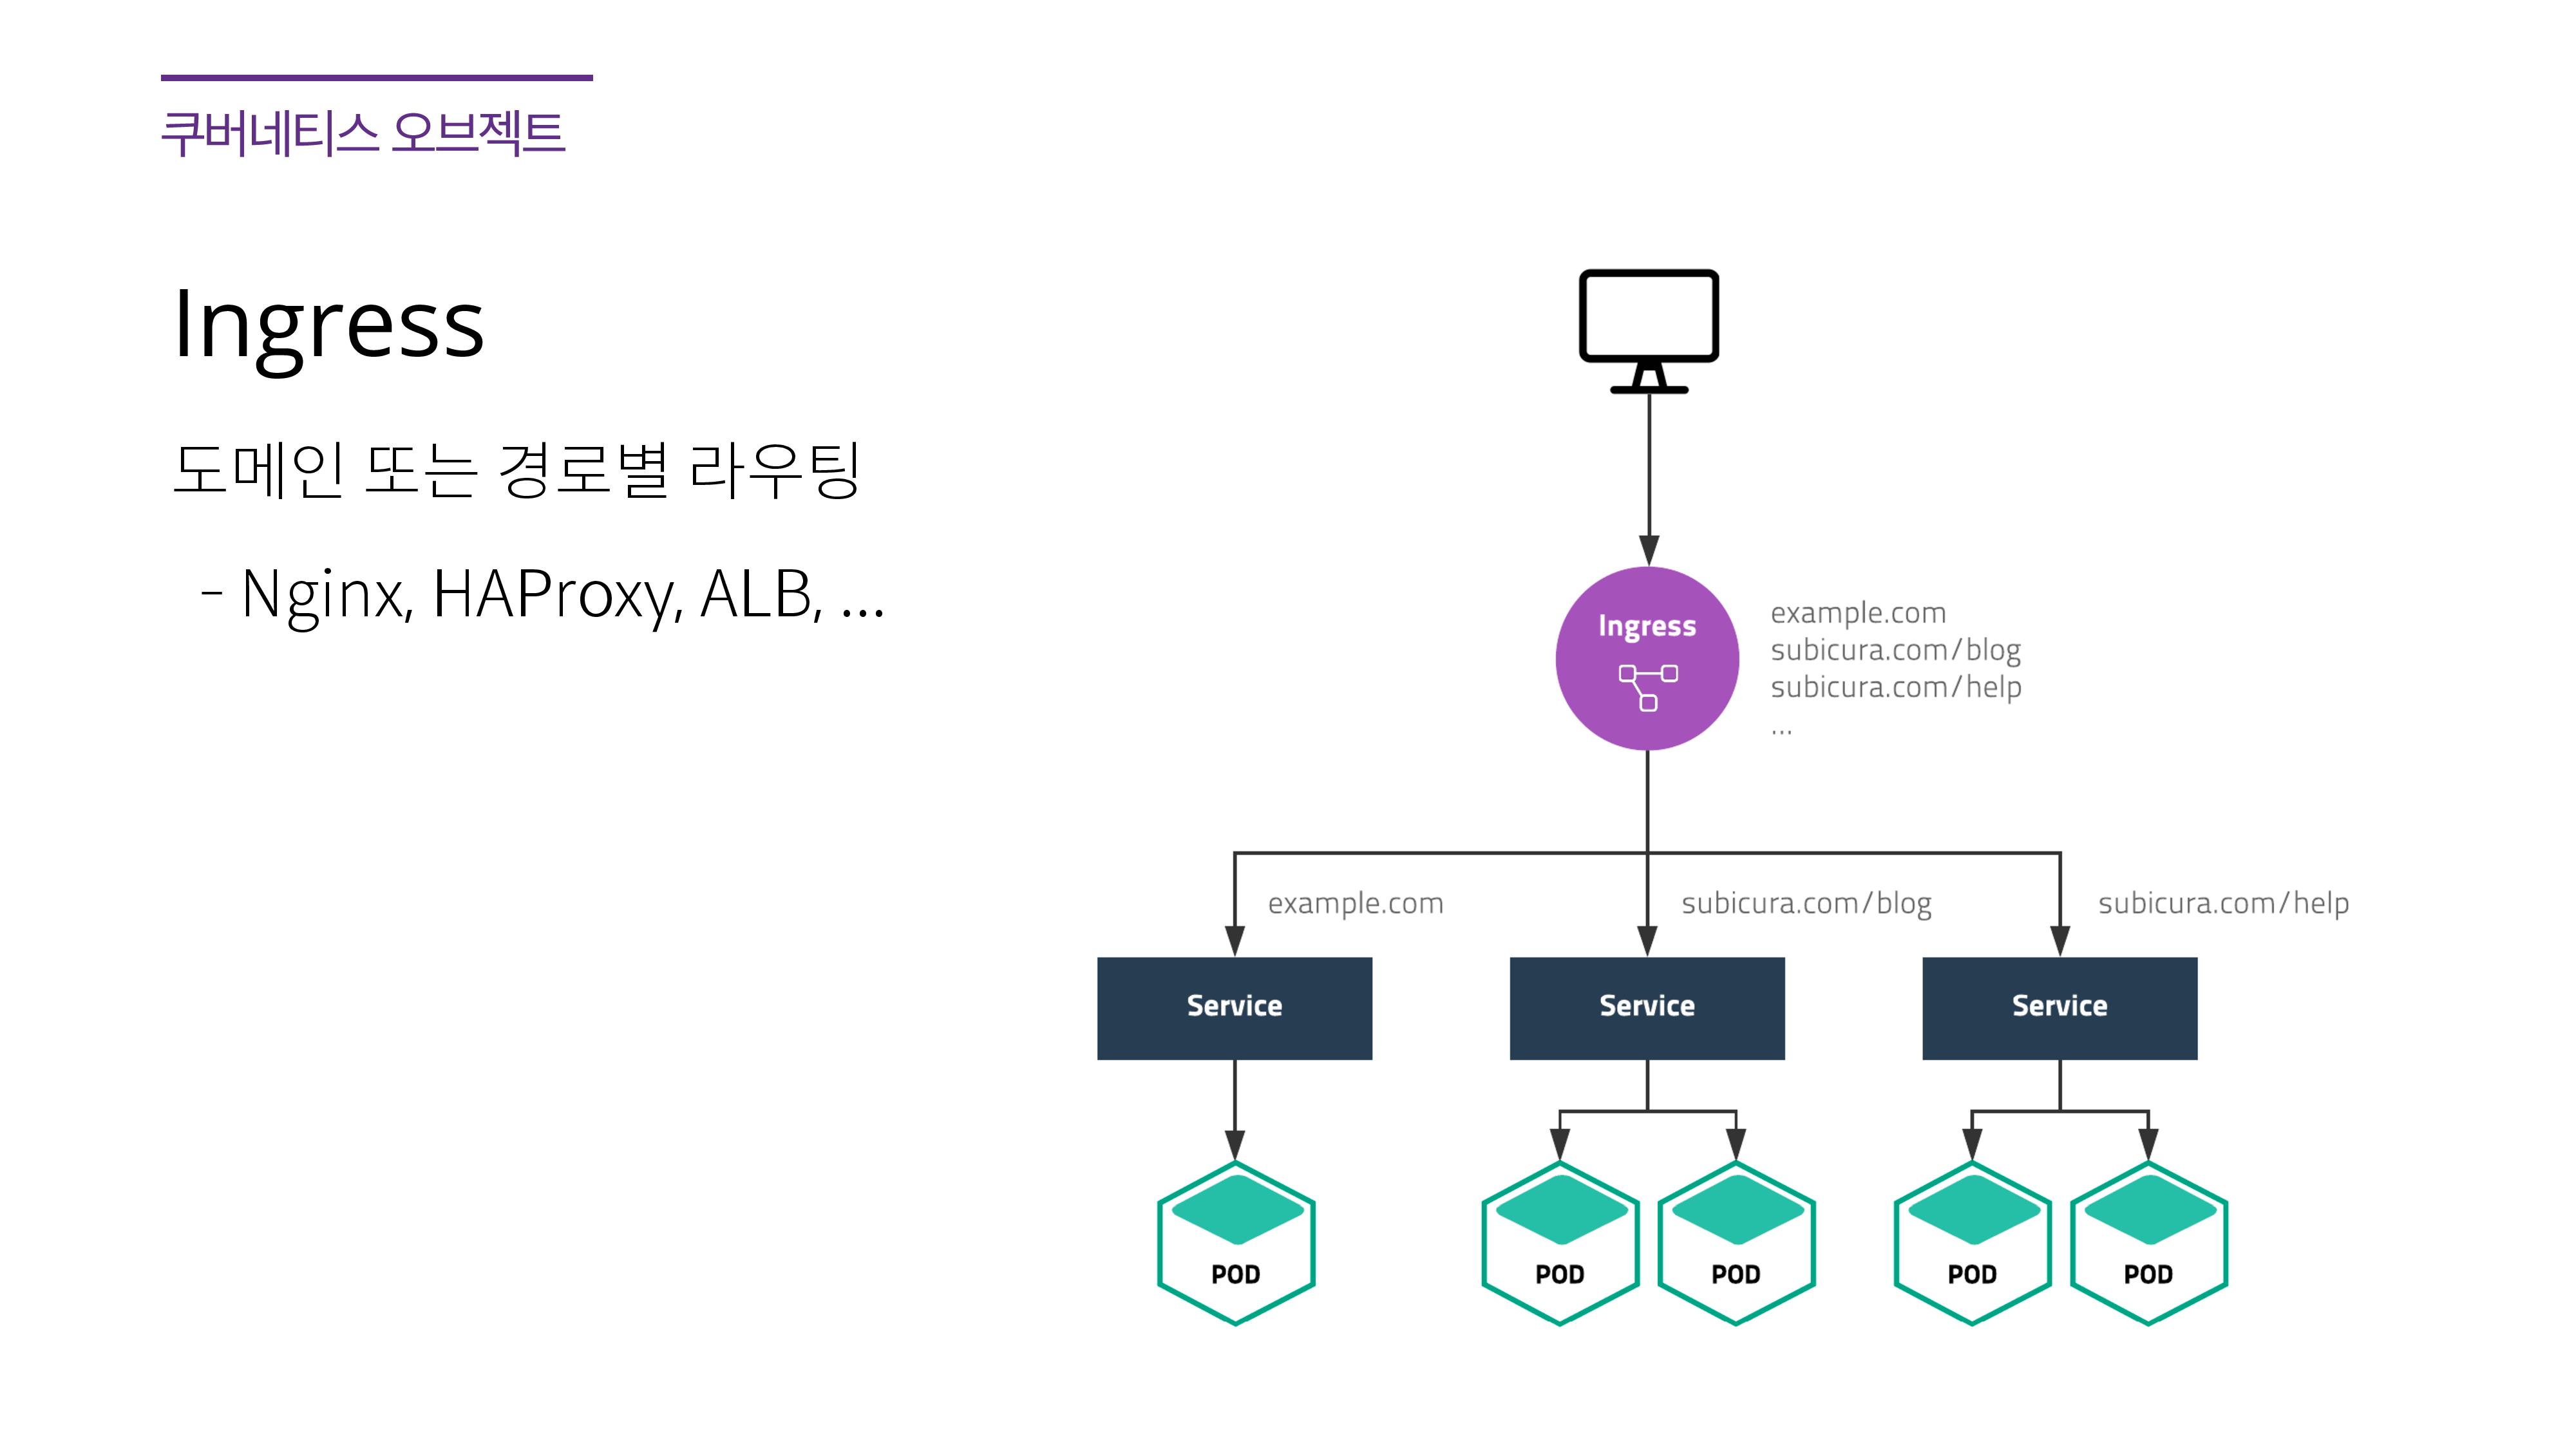 쿠버네티스 오브젝트
Ingress
도메인 또는 경로별 라우팅
- Nginx, HAProxy, ALB, ...
Ingress
example.com
subicura.com/blog
subicura.com/help
...
example.com
subicura.com/blog
subicura.com/help
Service
Service
Service
POD
POD
POD
POD
POD